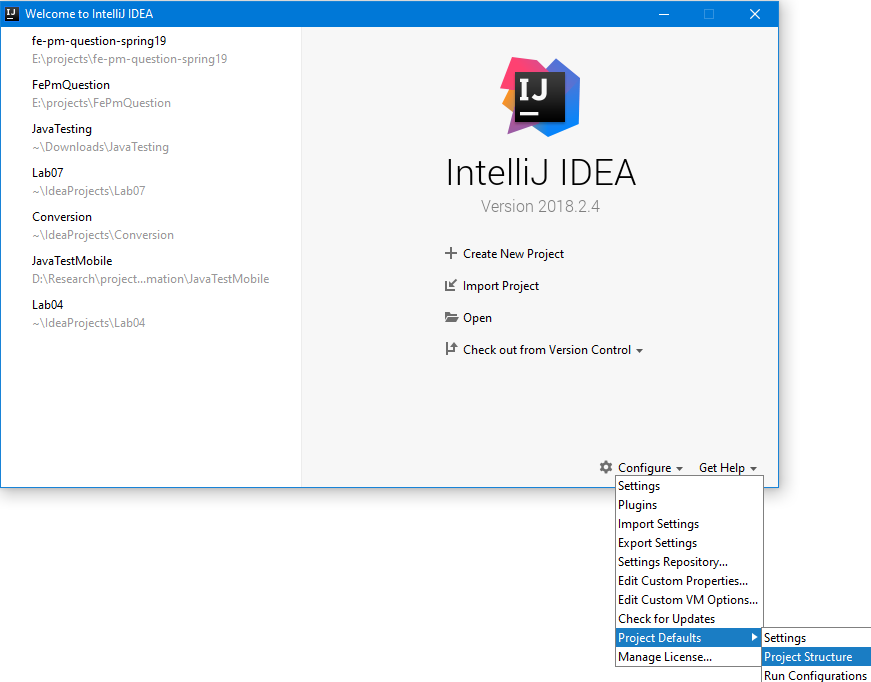 IJ
Welcome to IntelliJ IDEA
fe-pm-question-spring19
E:\projects\fe-pm-question-spring19
FePmQuestion
E:\projects\FePmQuestion
JavaTesting
~\Downloads\JavaTesting
Lab07
~\IdeaProjects\Lab07
Conversion
~\IdeaProjects\Conversion
JavaTestMobile
D:\Research\project...mation\JavaTestMobile
Lab04
~\IdeaProjects\Lab04
IJ
IntelliJ IDEA
Version 2018.2.4
Create New Project
Import Project
Open
Check out from Version Control
Configure
Get Help
Settings
Plugins
Import Settings
Export Settings
Settings Repository...
Edit Custom Properties...
Edit Custom VM Options...
Check for Updates
Project Defaults
Manage License...
Settings
Project Structure
Run Configurations